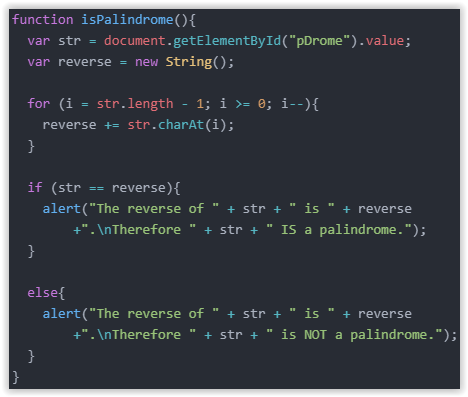 function isPalindrome(){
  var str = document.getElementById("pDrome").value;
  var reverse = new String();

  for (i = str.length - 1; i >= 0; i--){
    reverse += str.charAt(i);
  }

  if (str == reverse){
    alert("The reverse of " + str + " is " + reverse
        +".\nTherefore " + str + " IS a palindrome.");
  }

  else{
    alert("The reverse of " + str + " is " + reverse
        +".\nTherefore " + str + " is NOT a palindrome.");
  }
}